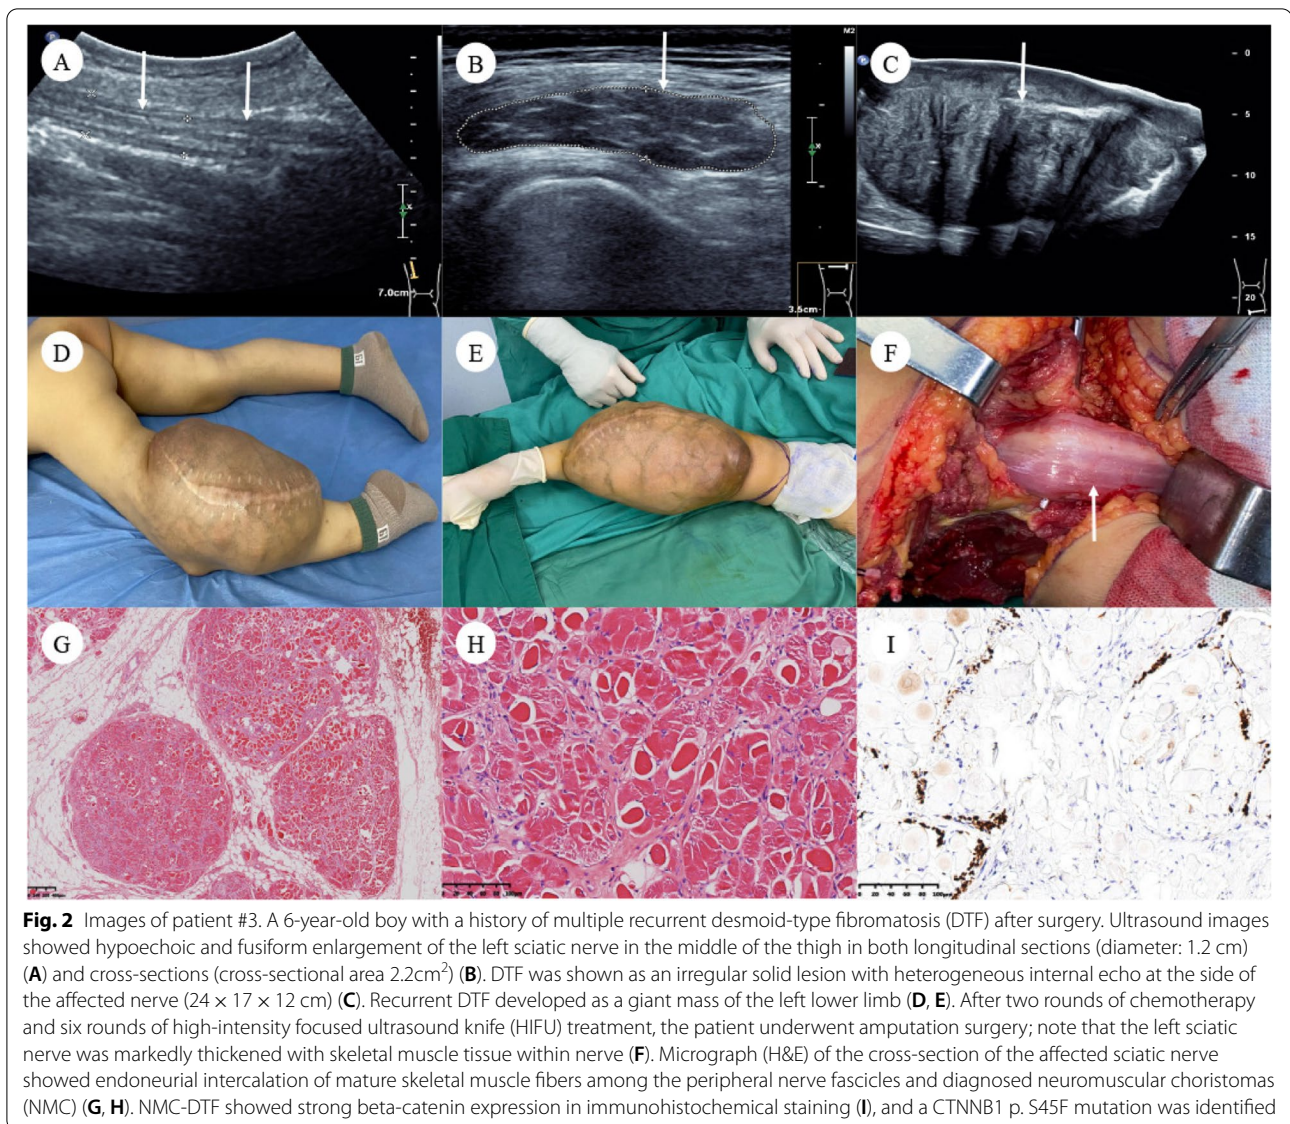 A
B
M2
C
0
5
10
15
20
7.0cm
3.5cm
D
E
F
G
H
I
Fig. 2 Images of patient #3. A 6-year-old boy with a history of multiple recurrent desmoid-type fibromatosis (DTF) after surgery. Ultrasound images
showed hypoechoic and fusiform enlargement of the left sciatic nerve in the middle of the thigh in both longitudinal sections (diameter: 1.2 cm)
(A) and cross-sections (cross-sectional area 2.2cm²) (B). DTF was shown as an irregular solid lesion with heterogeneous internal echo at the side of
the affected nerve (24 × 17 × 12 cm) (C). Recurrent DTF developed as a giant mass of the left lower limb (D, E). After two rounds of chemotherapy
and six rounds of high-intensity focused ultrasound knife (HIFU) treatment, the patient underwent amputation surgery; note that the left sciatic
nerve was markedly thickened with skeletal muscle tissue within nerve (F). Micrograph (H&E) of the cross-section of the affected sciatic nerve
showed endoneurial intercalation of mature skeletal muscle fibers among the peripheral nerve fascicles and diagnosed neuromuscular choristomas
(NMC) (G, H). NMC-DTF showed strong beta-catenin expression in immunohistochemical staining (I), and a CTNNB1 p. S45F mutation was identified